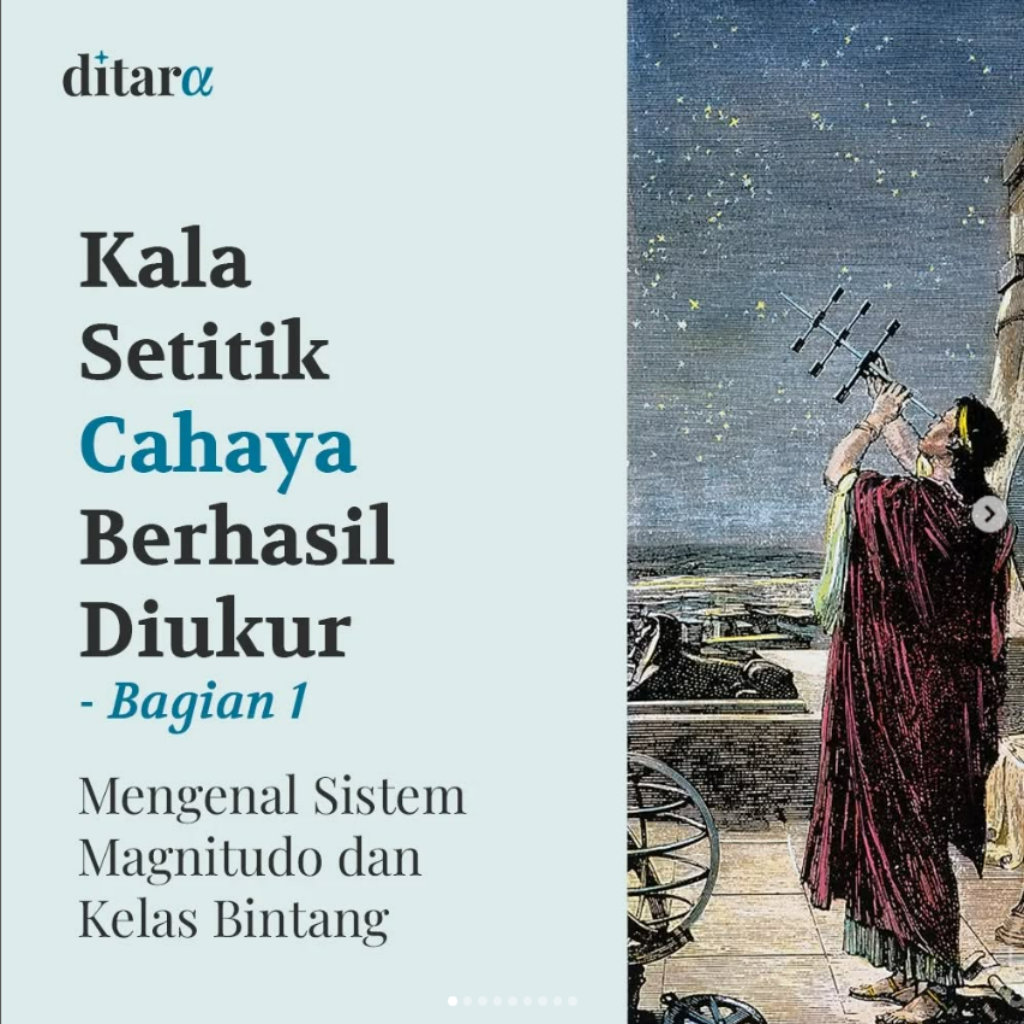 ditarα
Kala
Setitik
Cahaya
Berhasil
Diukur
- Bagian 1
Mengenal Sistem
Magnitudo dan
Kelas Bintang